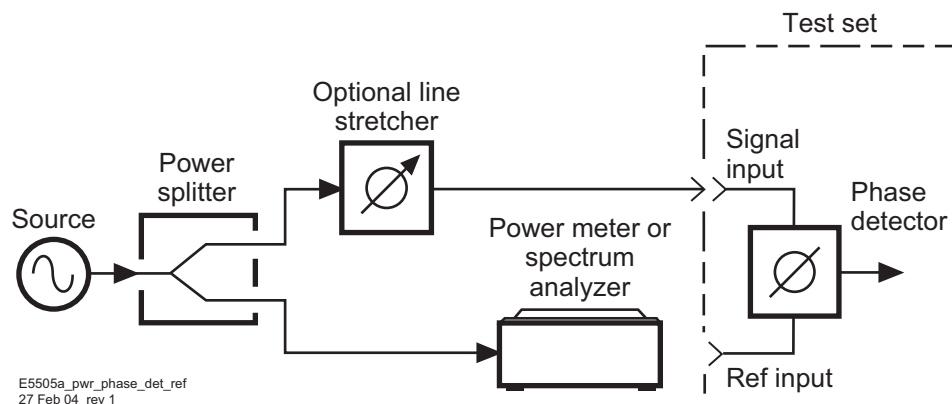 Test set
Optional line
stretcher
Signal
input
Power
splitter
Phase
detector
Source
Power meter or
spectrum
analyzer
Ref input
E5505a_pwr_phase_det_ref
27 Feb 04 rev 1